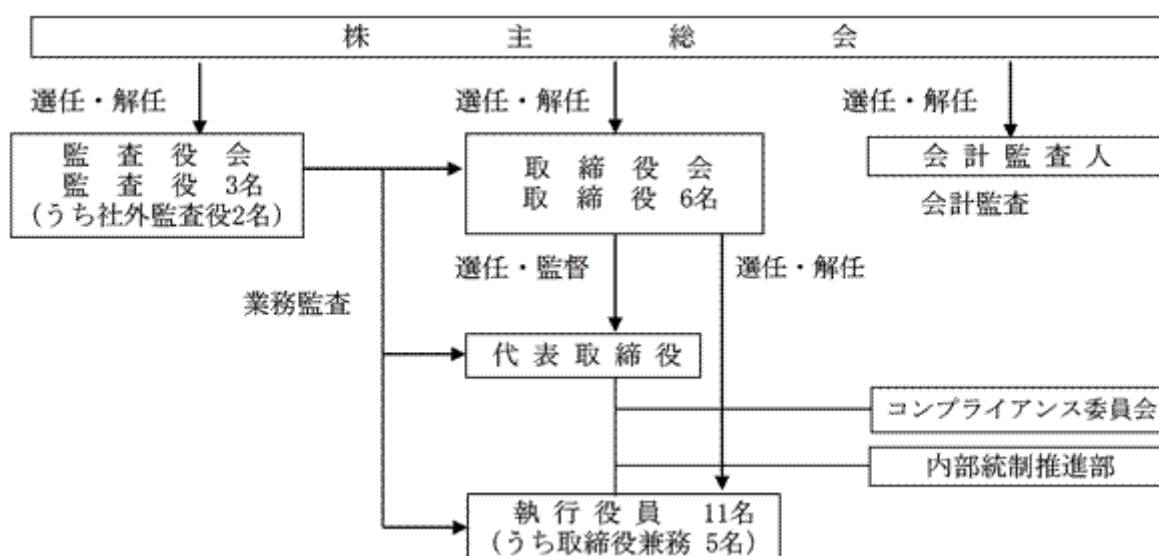 株主総会
選任・解任
選任・解任
選任・解任
監査役会
監査役 3名
(うち社外監査役2名)
取締役会
取締役 6名
会計監査人
会計監査
選任・監督
選任・解任
業務監査
代表取締役
コンプライアンス委員会
内部統制推進部
執行役員 11名
(うち取締役兼務 5名)